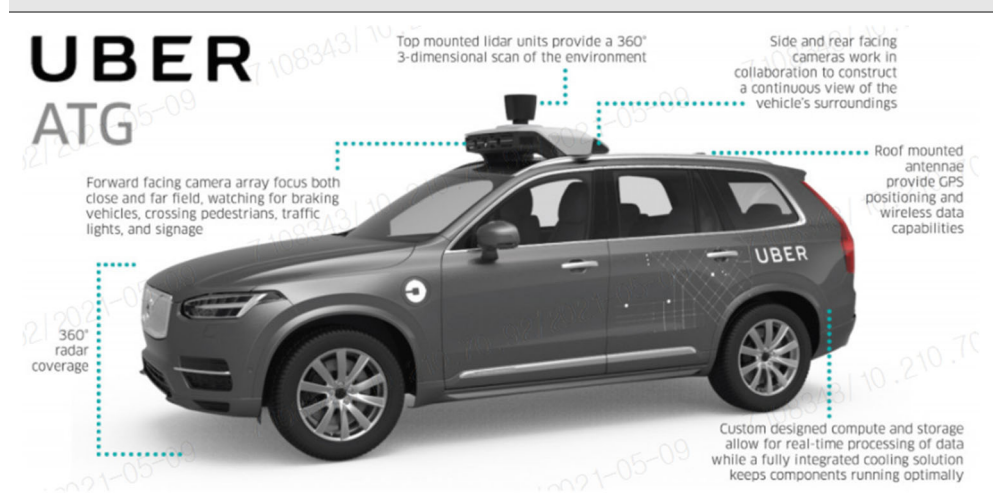 UBER
ATG
Top mounted lidar units provide a 360°
3-dimensional scan of the environment
Side and rear facing
cameras work in
collaboration to construct
a continuous view of the
vehicle's surroundings
Forward facing camera array focus both
close and far field, watching for braking
vehicles, crossing pedestrians, traffic
lights, and signage
Roof mounted
antennae
provide GPS
positioning and
wireless data
capabilities
UBER
360°
radar
coverage
Custom designed compute and storage
allow for real-time processing of data
while a fully integrated cooling solution
keeps components running optimally